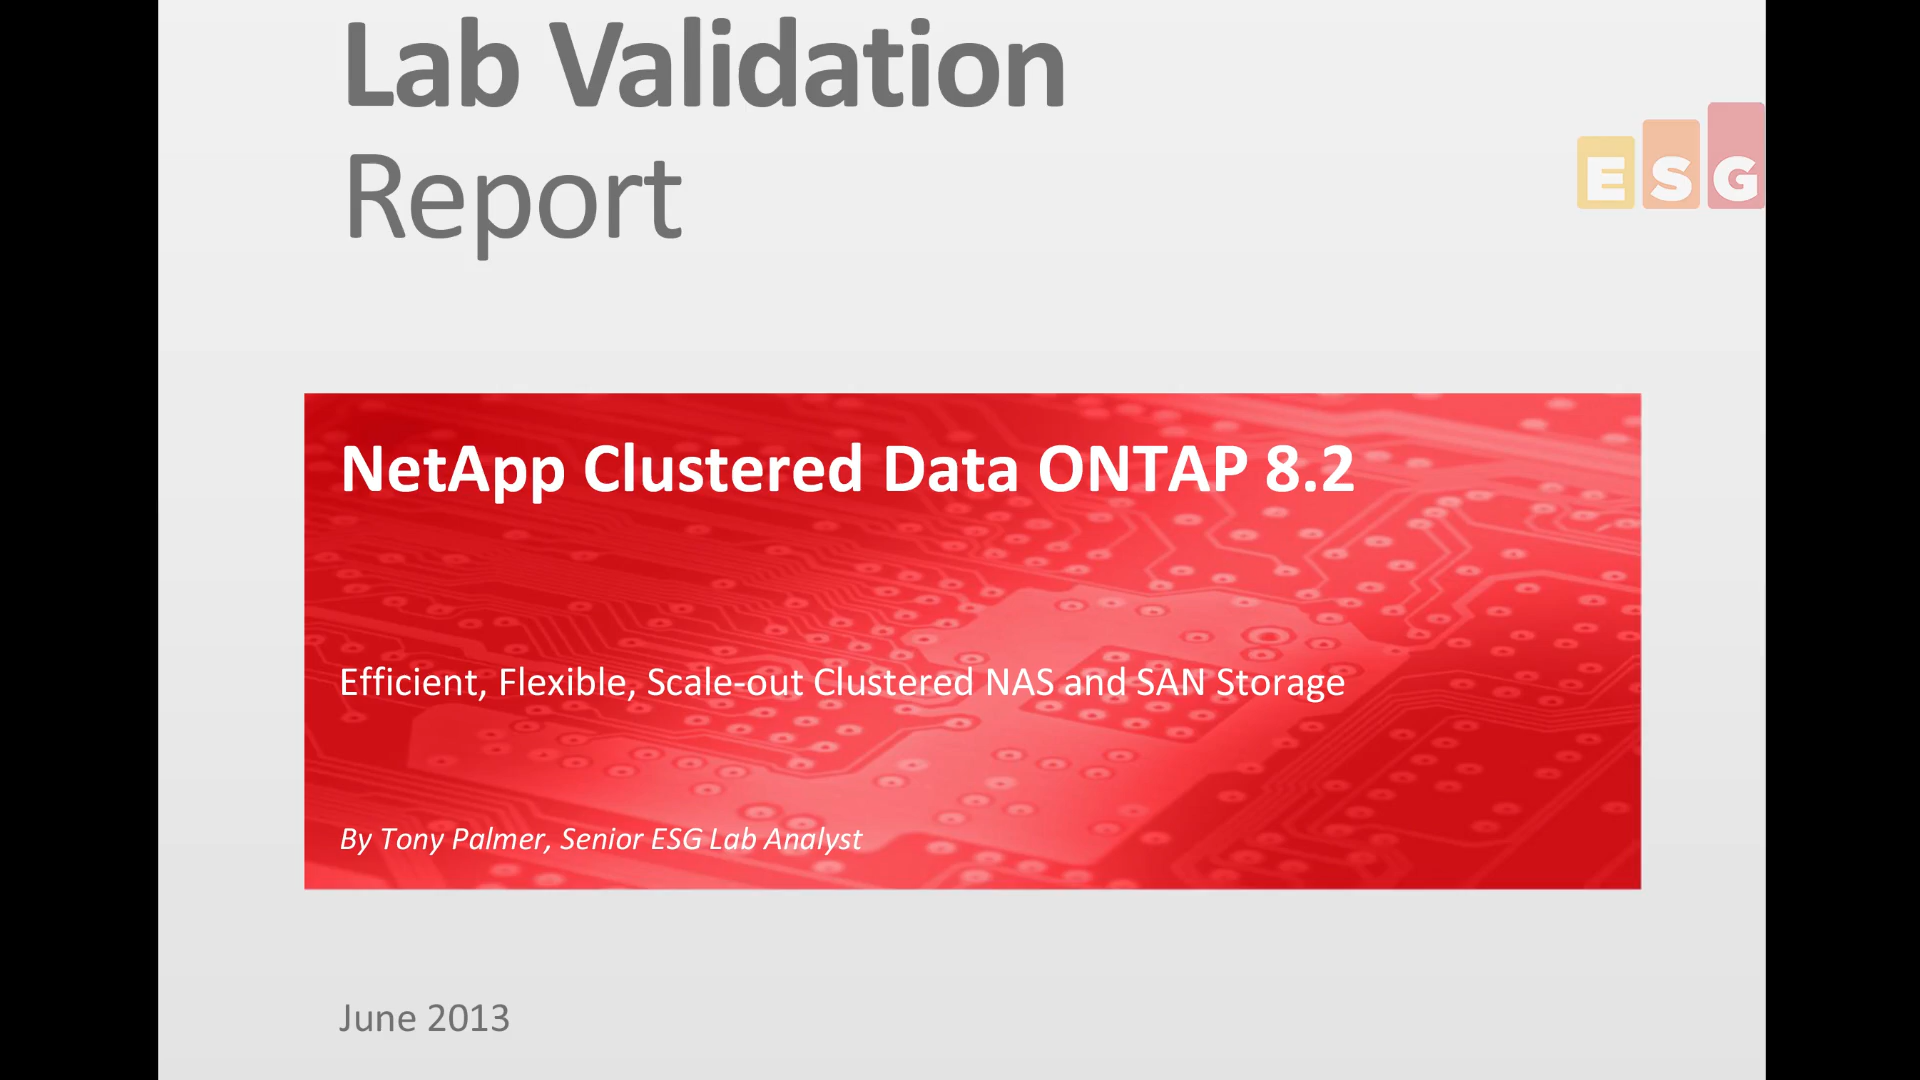 Lab Validation
Report
ESG
NetApp Clustered Data ONTAP 8.2
Efficient, Flexible, Scale-out Clustered NAS and SAN Storage
By Tony Palmer, Senior ESG Lab Analyst
June 2013